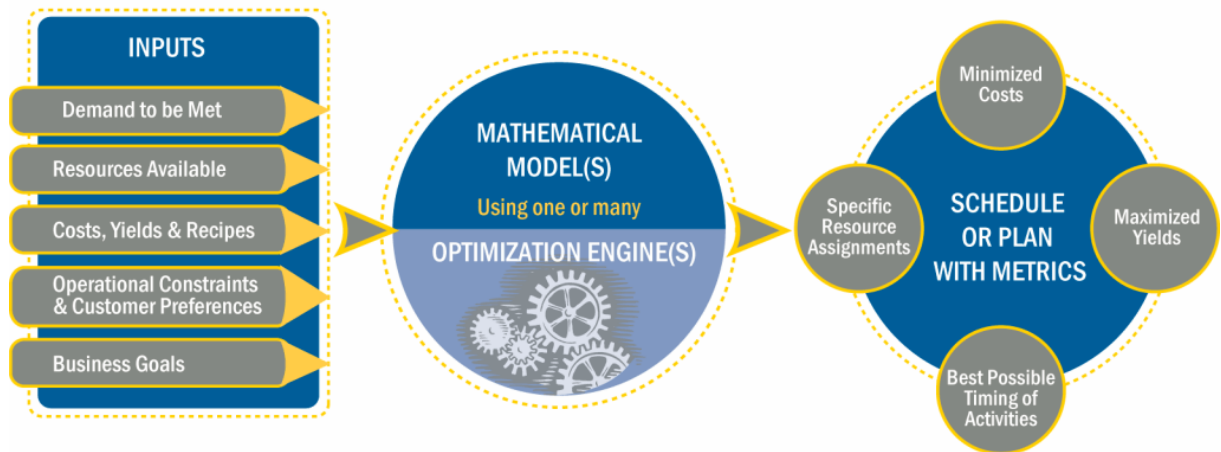 INPUTS
Demand to be Met
Resources Available
Costs, Yields & Recipes
Operational Constraints
& Customer Preferences
Business Goals
MATHEMATICAL
MODEL(S)
Using one or many
OPTIMIZATION ENGINE(S)
Minimized
Costs
Specific
Resource
Assignments
SCHEDULE
OR PLAN
WITH METRICS
Maximized
Yields
Best Possible
Timing of
Activities